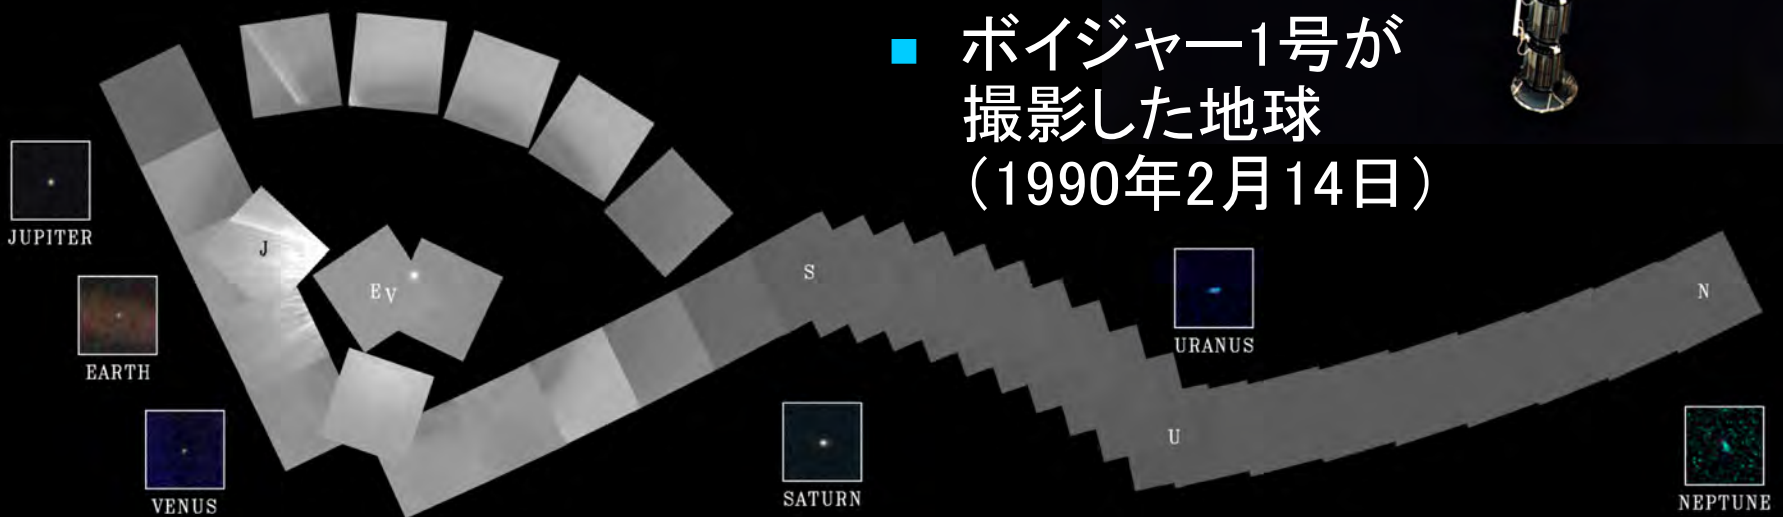 ■ ボイジャー1号が
撮影した地球
（1990年2月14日）
JUPITER
J
EARTH
E V
VENUS
S
SATURN
URANUS
U
N
NEPTUNE